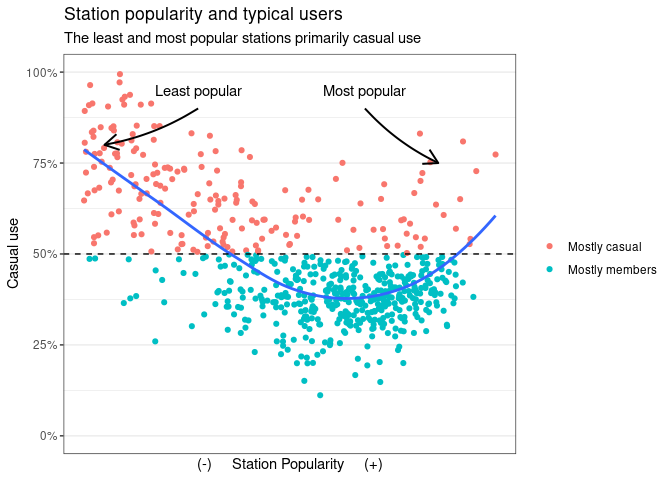 Station popularity and typical users
The least and most popular stations primarily casual use
100%
Least popular
Most popular
75%
Casual use
50%
Mostly casual
Mostly members
25%
0%
(-) Station Popularity (+)